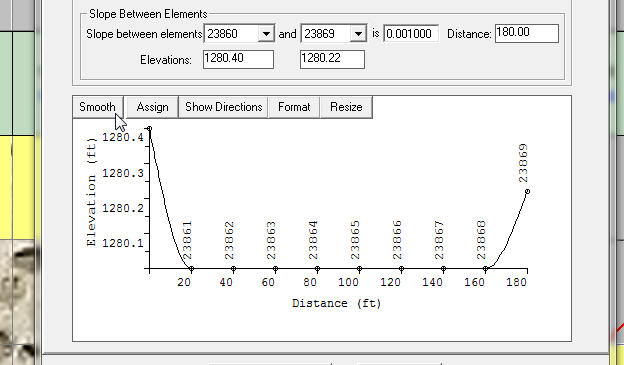 Slope Between Elements
Slope between elements 23860 and 23869 is 0.001000 Distance: 180.00
Elevations: 1280.40 1280.22
Smooth Assign Show Directions Format Resize
Elevation (ft)
1280.4
1280.3
1280.2
1280.1
23861 23862 23863 23864 23865 23866 23867 23868 23869
20 40 60 80 100 120 140 160 180
Distance (ft)